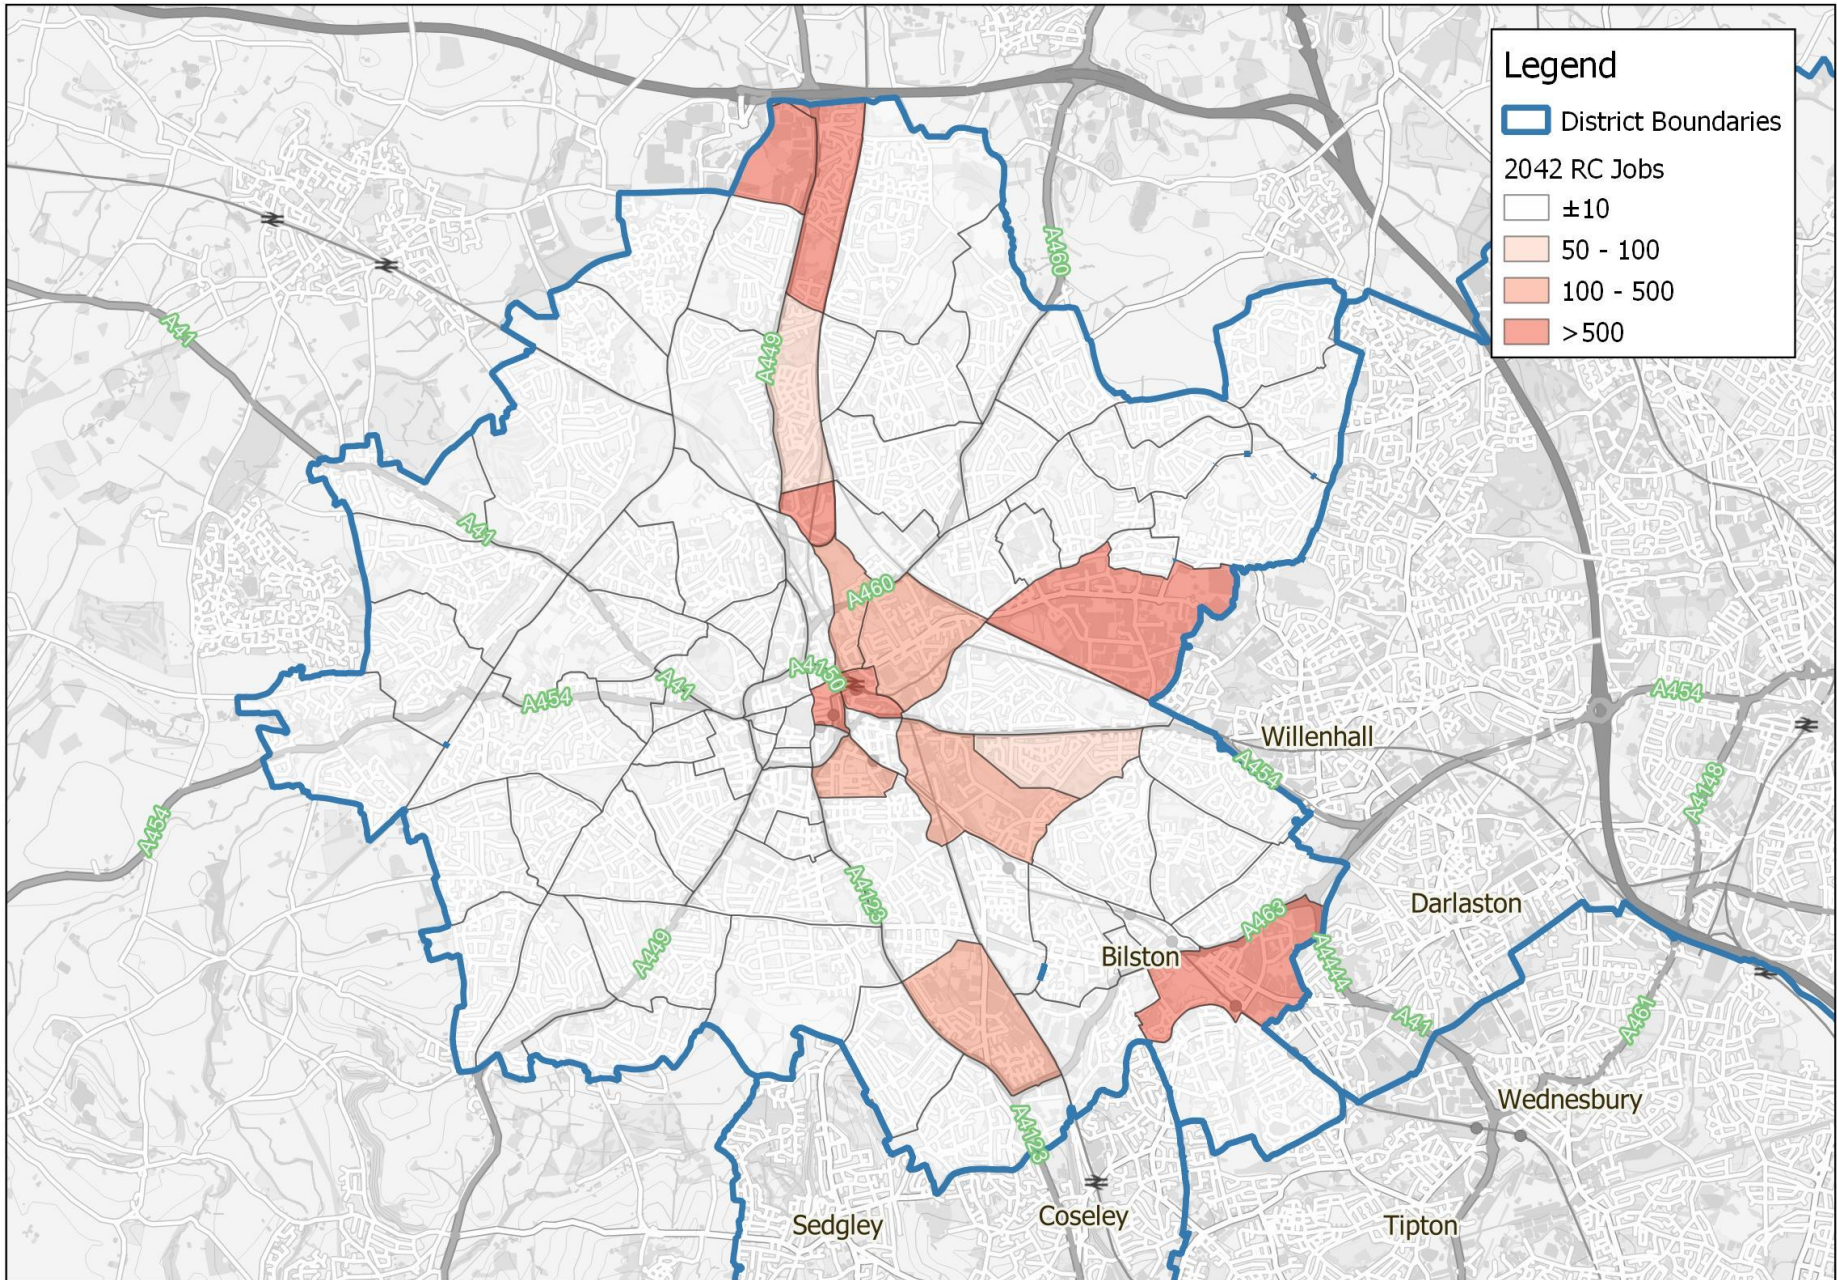 Legend
District Boundaries
2042 RC Jobs
±10
50 - 100
100 - 500
>500
A460
A41
A449
A41
A460
A4150
A41
A454
A454
Willenhall
A454
A4148
A454
A4123
Darlaston
A463
A449
Bilston
A4444
A41
A461
Wednesbury
A4123
Sedgley
Coseley
Tipton